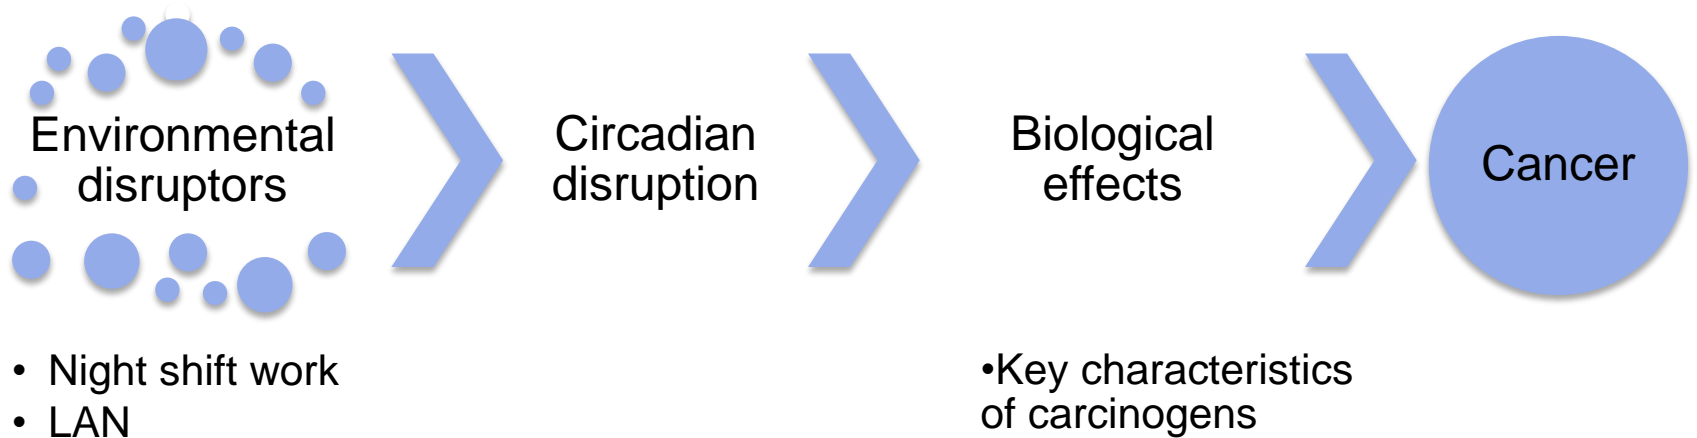 Environmental
disruptors
Circadian
disruption
Biological
effects
Cancer
• Night shift work
• LAN
•Key characteristics
of carcinogens